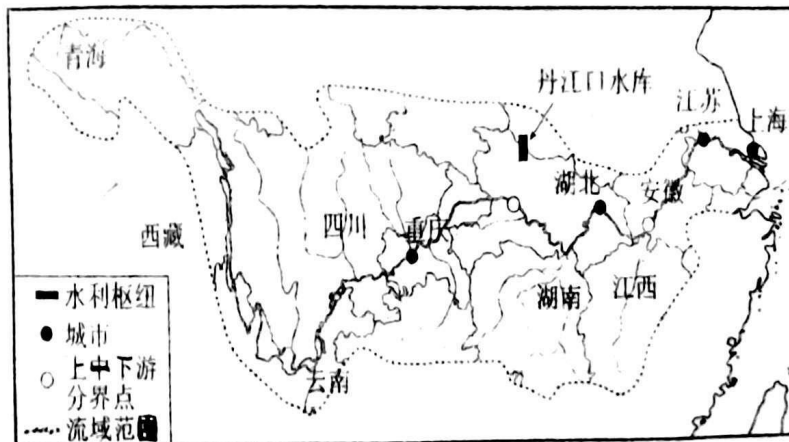 青海
丹江口水库
江苏
上海
湖北
安徽
四川
重庆
西藏
湖南
江西
云南
水利枢纽
城市
上中下游
分界点
流域范围